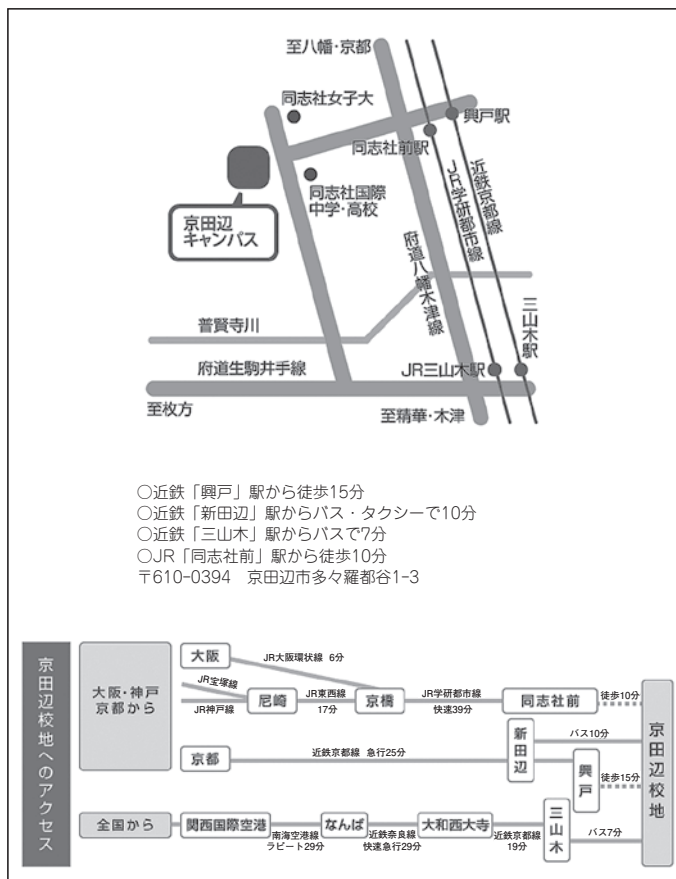 至八幡・京都
同志社女子大
興戸駅
同志社前駅
同志社国際
中学・高校
京田辺
キャンパス
近鉄京都線
JR学研都市線
府道八幡木津線
三山木駅
普賢寺川
府道生駒井手線
JR三山木駅
至枚方
至精華・木津
○近鉄「興戸」駅から徒歩15分
○近鉄「新田辺」駅からバス・タクシーで10分
○近鉄「三山木」駅からバスで7分
○JR「同志社前」駅から徒歩10分
〒610-0394 京田辺市多々羅都谷1-3
京田辺校地へのアクセス
大阪・神戸
京都から
大阪
JR大阪環状線 6分
JR宝塚線
JR神戸線
尼崎
JR東西線
17分
京橋
JR学研都市線
快速39分
同志社前
徒歩10分
京都
近鉄京都線 急行25分
新田辺
バス10分
興戸
徒歩15分
京田辺校地
全国から
関西国際空港
南海空港線
ラピート29分
なんば
近鉄奈良線
快速急行29分
大和西大寺
近鉄京都線
19分
三山木
バス7分